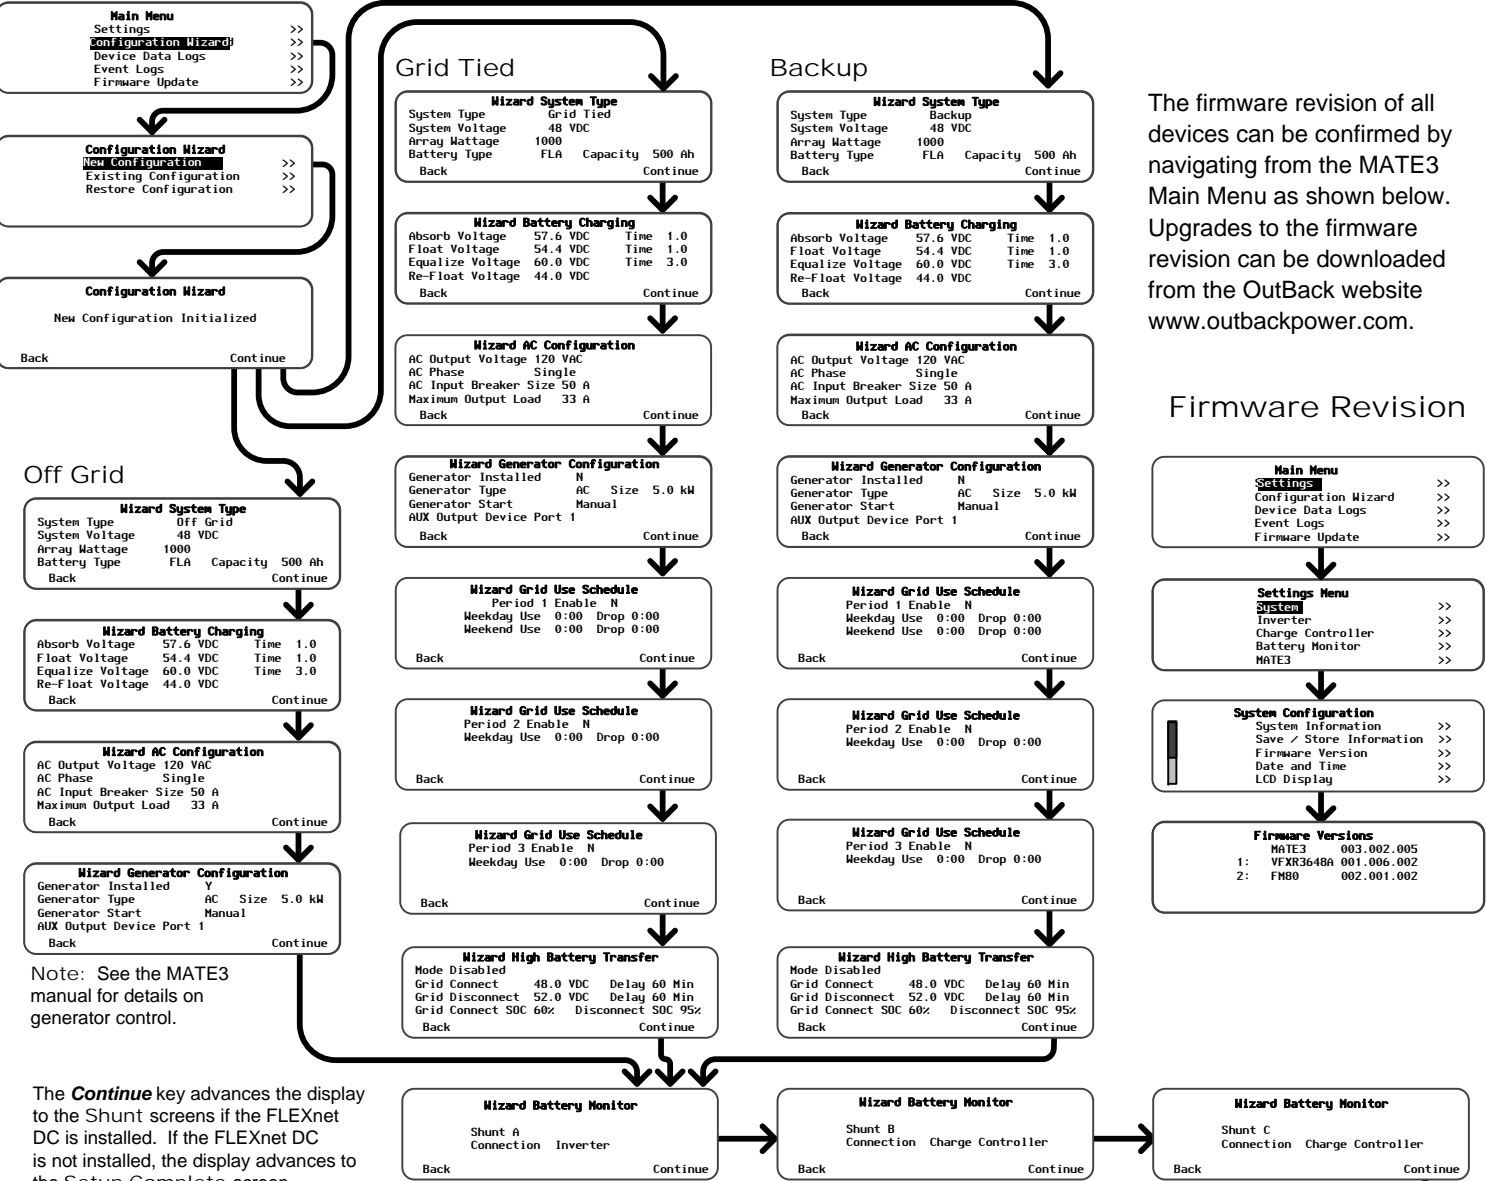 Main Menu
Settings >>
Configuration Wizard >>
Device Data Logs >>
Event Logs >>
Firmware Update >>
Configuration Wizard
New Configuration >>
Existing Configuration >>
Restore Configuration >>
Configuration Wizard
New Configuration Initialized
Back Continue
Off Grid
Wizard System Type
System Type Off Grid
System Voltage 48 VDC
Array Wattage 1000
Battery Type FLA Capacity 500 Ah
Back Continue
Wizard Battery Charging
Absorb Voltage 57.6 VDC Time 1.0
Float Voltage 54.4 VDC Time 1.0
Equalize Voltage 60.0 VDC Time 3.0
Re-Float Voltage 44.0 VDC
Back Continue
Wizard AC Configuration
AC Output Voltage 120 VAC
AC Phase Single
AC Input Breaker Size 50 A
Maximum Output Load 33 A
Back Continue
Wizard Generator Configuration
Generator Installed Y
Generator Type AC Size 5.0 kW
Generator Start Manual
AUX Output Device Port 1
Back Continue
Note: See the MATE3
manual for details on
generator control.
The Continue key advances the display
to the Shunt screens if the FLEXnet
DC is installed. If the FLEXnet DC
is not installed, the display advances to
the Setup Complete screen
Grid Tied
Wizard System Type
System Type Grid Tied
System Voltage 48 VDC
Array Wattage 1000
Battery Type FLA Capacity 500 Ah
Back Continue
Wizard Battery Charging
Absorb Voltage 57.6 VDC Time 1.0
Float Voltage 54.4 VDC Time 1.0
Equalize Voltage 60.0 VDC Time 3.0
Re-Float Voltage 44.0 VDC
Back Continue
Wizard AC Configuration
AC Output Voltage 120 VAC
AC Phase Single
AC Input Breaker Size 50 A
Maximum Output Load 33 A
Back Continue
Wizard Generator Configuration
Generator Installed N
Generator Type AC Size 5.0 kW
Generator Start Manual
AUX Output Device Port 1
Back Continue
Wizard Grid Use Schedule
Period 1 Enable N
Weekday Use 0:00 Drop 0:00
Weekend Use 0:00 Drop 0:00
Back Continue
Wizard Grid Use Schedule
Period 2 Enable N
Weekday Use 0:00 Drop 0:00
Back Continue
Wizard Grid Use Schedule
Period 3 Enable N
Weekday Use 0:00 Drop 0:00
Back Continue
Wizard High Battery Transfer
Mode Disabled
Grid Connect 48.0 VDC Delay 60 Min
Grid Disconnect 52.0 VDC Delay 60 Min
Grid Connect SOC 60% Disconnect SOC 95%
Back Continue
Backup
Wizard System Type
System Type Backup
System Voltage 48 VDC
Array Wattage 1000
Battery Type FLA Capacity 500 Ah
Back Continue
Wizard Battery Charging
Absorb Voltage 57.6 VDC Time 1.0
Float Voltage 54.4 VDC Time 1.0
Equalize Voltage 60.0 VDC Time 3.0
Re-Float Voltage 44.0 VDC
Back Continue
Wizard AC Configuration
AC Output Voltage 120 VAC
AC Phase Single
AC Input Breaker Size 50 A
Maximum Output Load 33 A
Back Continue
Wizard Generator Configuration
Generator Installed N
Generator Type AC Size 5.0 kW
Generator Start Manual
AUX Output Device Port 1
Back Continue
Wizard Grid Use Schedule
Period 1 Enable N
Weekday Use 0:00 Drop 0:00
Weekend Use 0:00 Drop 0:00
Back Continue
Wizard Grid Use Schedule
Period 2 Enable N
Weekday Use 0:00 Drop 0:00
Back Continue
Wizard Grid Use Schedule
Period 3 Enable N
Weekday Use 0:00 Drop 0:00
Back Continue
Wizard High Battery Transfer
Mode Disabled
Grid Connect 48.0 VDC Delay 60 Min
Grid Disconnect 52.0 VDC Delay 60 Min
Grid Connect SOC 60% Disconnect SOC 95%
Back Continue
Wizard Battery Monitor
Shunt A
Connection Inverter
Back Continue
Wizard Battery Monitor
Shunt B
Connection Charge Controller
Back Continue
Wizard Battery Monitor
Shunt C
Connection Charge Controller
Back Continue
The firmware revision of all
devices can be confirmed by
navigating from the MATE3
Main Menu as shown below.
Upgrades to the firmware
revision can be downloaded
from the OutBack website
www.outbackpower.com.
Firmware Revision
Main Menu
Settings >>
Configuration Wizard >>
Device Data Logs >>
Event Logs >>
Firmware Update >>
Settings Menu
System >>
Inverter >>
Charge Controller >>
Battery Monitor >>
MATE3 >>
System Configuration
System Information >>
Save / Store Information >>
Firmware Version >>
Date and Time >>
LCD Display >>
Firmware Versions
MATE3 003.002.005
1: VFXR3648A 001.006.002
2: FM80 002.001.002